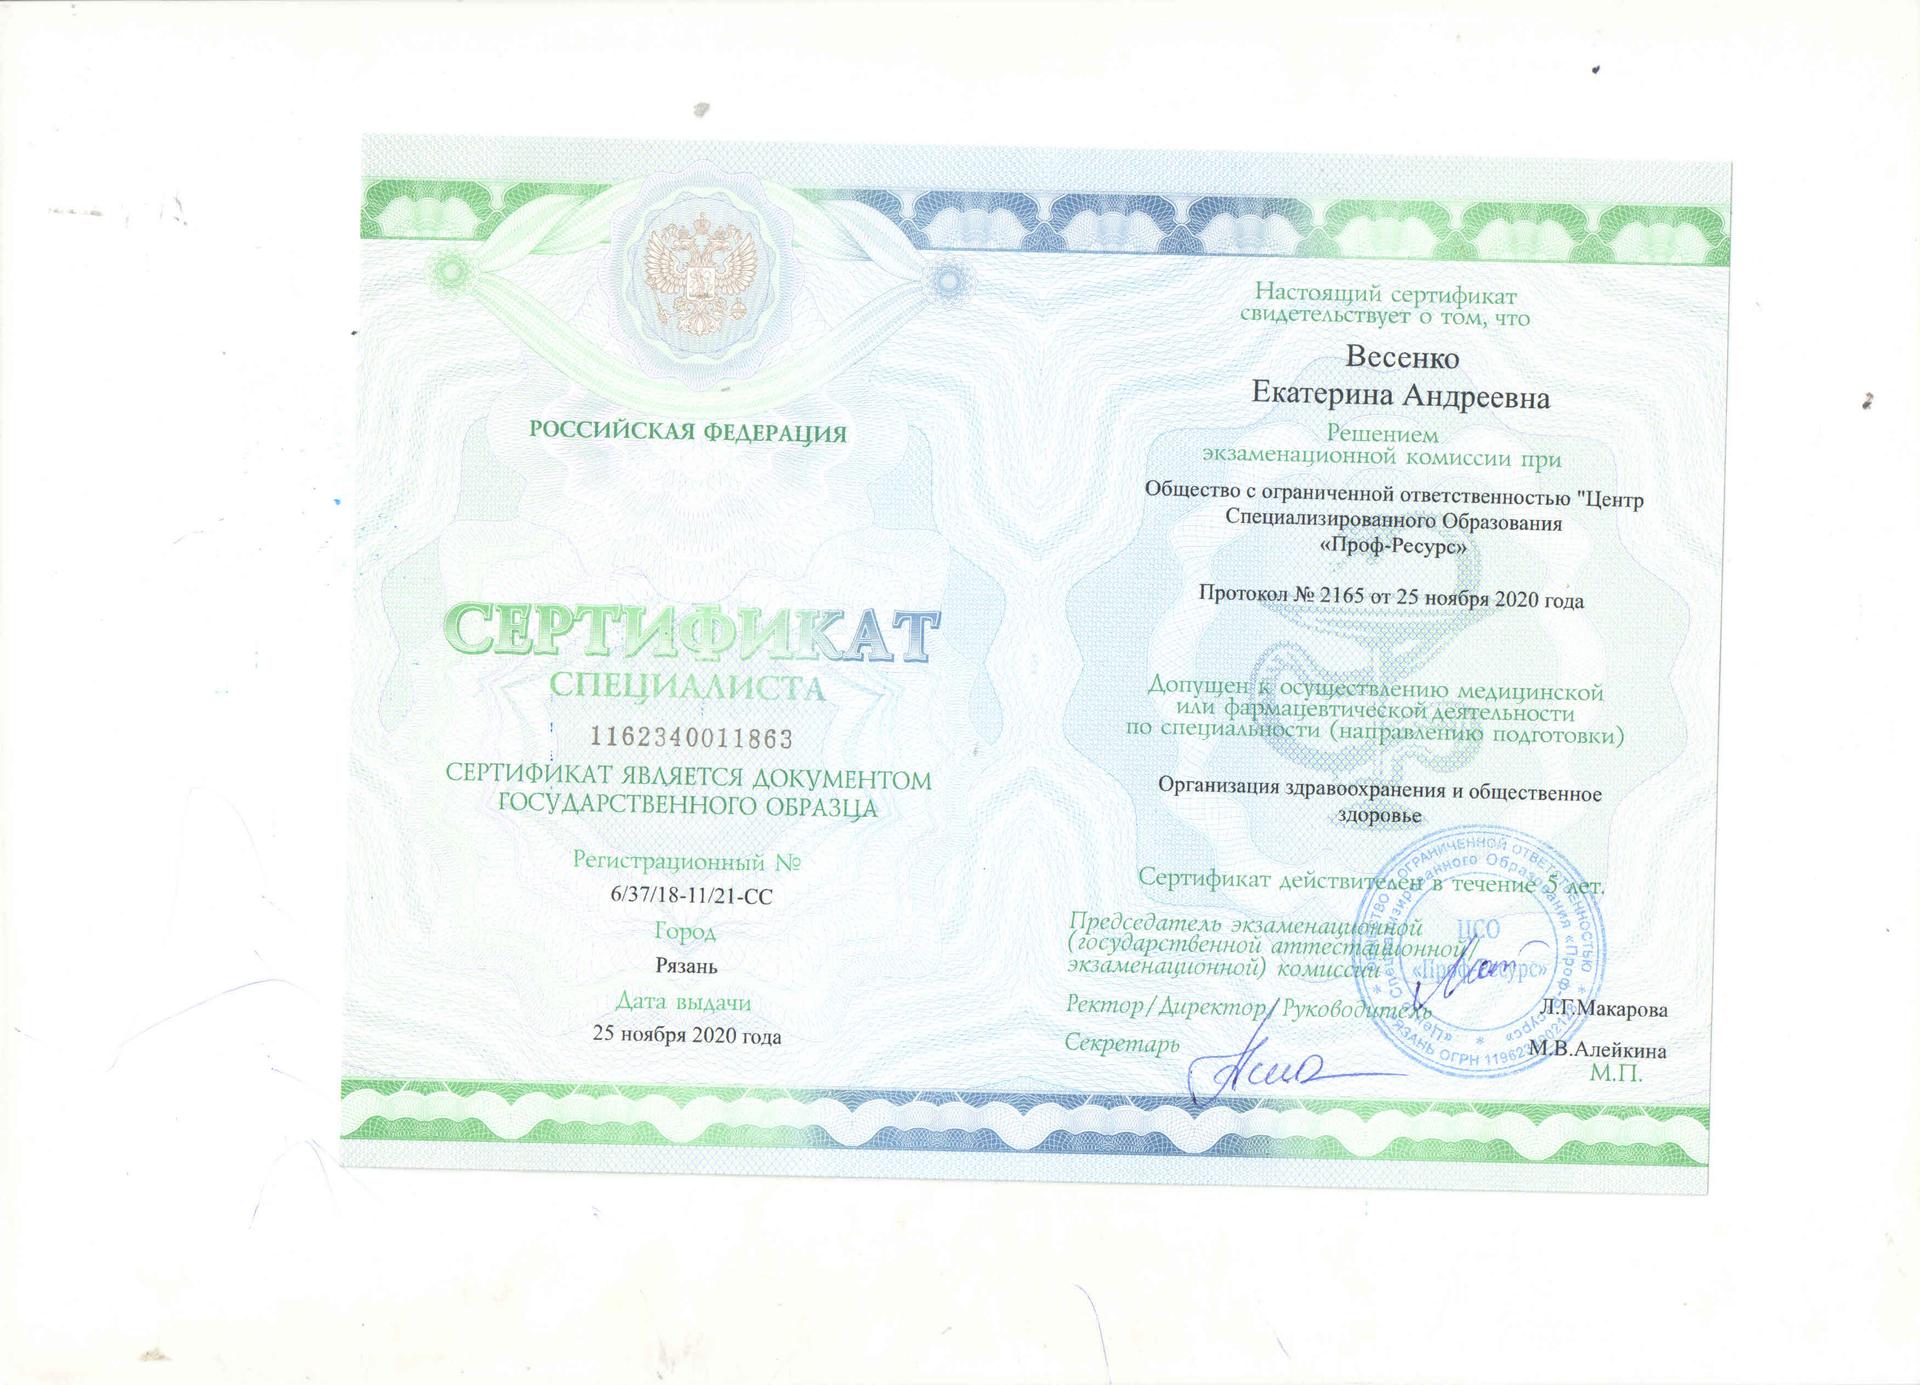 РОССИЙСКАЯ ФЕДЕРАЦИЯ
СЕРТИФИКАТ
СПЕЦИАЛИСТА
1162340011863
СЕРТИФИКАТ ЯВЛЯЕТСЯ ДОКУМЕНТОМ
ГОСУДАРСТВЕННОГО ОБРАЗЦА
Регистрационный №
6/37/18-11/21-СС
Город
Рязань
Дата выдачи
25 ноября 2020 года
Настоящий сертификат
свидетельствует о том, что
Весенко
Екатерина Андреевна
Решением
экзаменационной комиссии при
Общество с ограниченной ответственностью "Центр
Специализированного Образования
«Проф-Ресурс»
Протокол № 2165 от 25 ноября 2020 года
Допущен к осуществлению медицинской
или фармацевтической деятельности
по специальности (направлению подготовки)
Организация здравоохранения и общественное
здоровье
Сертификат действителен в течение 5 лет.
Председатель экзаменационной
(государственной аттестационной
экзаменационной) комиссии
Ректор/Директор/Руководитель
Л.Г.Макарова
Секретарь
М.В.Алейкина
М.П.
ЦСО
«Проф-Ресурс»